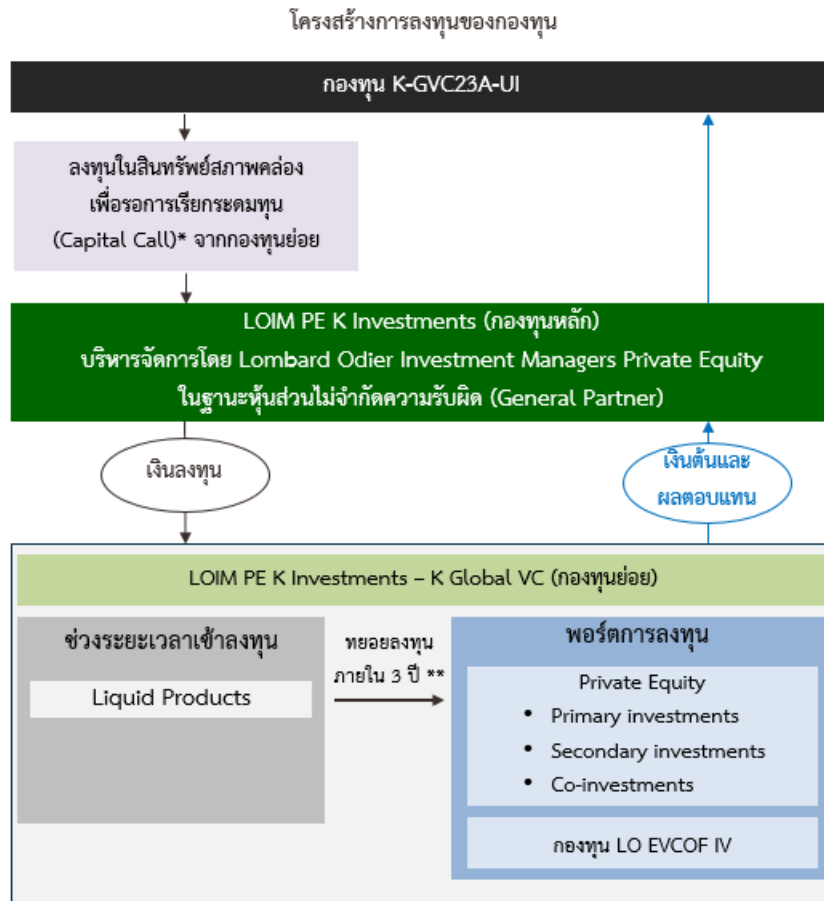 โครงสร้างการลงทุนของกองทุน
กองทุน K-GVC23A-UI
ลงทุนในสินทรัพย์สภาพคล่อง
เพื่อรอการเรียกระดมทุน
(Capital Call)* จากกองทุนย่อย
LOIM PE K Investments (กองทุนหลัก)
บริหารจัดการโดย Lombard Odier Investment Managers Private Equity
ในฐานะหุ้นส่วนไม่จำกัดความรับผิด (General Partner)
เงินลงทุน
เงินต้นและ
ผลตอบแทน
LOIM PE K Investments – K Global VC (กองทุนย่อย)
ช่วงระยะเวลาเข้าลงทุน
Liquid Products
ทยอยลงทุน
ภายใน 3 ปี **
พอร์ตการลงทุน
Private Equity
• Primary investments
• Secondary investments
• Co-investments
กองทุน LO EVCOF IV